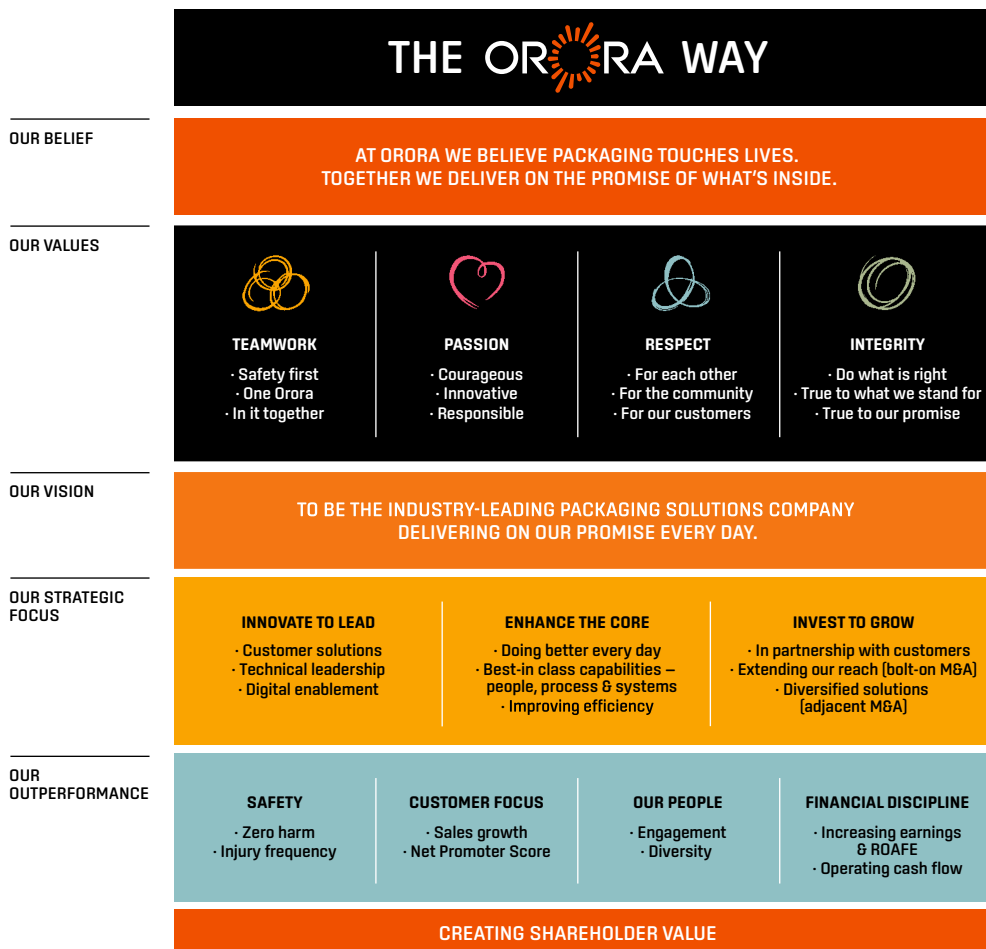 THE ORORA WAY
OUR BELIEF
AT ORORA WE BELIEVE PACKAGING TOUCHES LIVES.
TOGETHER WE DELIVER ON THE PROMISE OF WHAT'S INSIDE.
OUR VALUES
TEAMWORK
· Safety first
· One Orora
· In it together
PASSION
· Courageous
· Innovative
· Responsible
RESPECT
· For each other
· For the community
· For our customers
INTEGRITY
· Do what is right
· True to what we stand for
· True to our promise
OUR VISION
TO BE THE INDUSTRY-LEADING PACKAGING SOLUTIONS COMPANY
DELIVERING ON OUR PROMISE EVERY DAY.
OUR STRATEGIC
FOCUS
INNOVATE TO LEAD
· Customer solutions
· Technical leadership
· Digital enablement
ENHANCE THE CORE
· Doing better every day
· Best-in class capabilities –
people, process & systems
· Improving efficiency
INVEST TO GROW
· In partnership with customers
· Extending our reach (bolt-on M&A)
· Diversified solutions
(adjacent M&A)
OUR
OUTPERFORMANCE
SAFETY
· Zero harm
· Injury frequency
CUSTOMER FOCUS
· Sales growth
· Net Promoter Score
OUR PEOPLE
· Engagement
· Diversity
FINANCIAL DISCIPLINE
· Increasing earnings
& ROAFE
· Operating cash flow
CREATING SHAREHOLDER VALUE